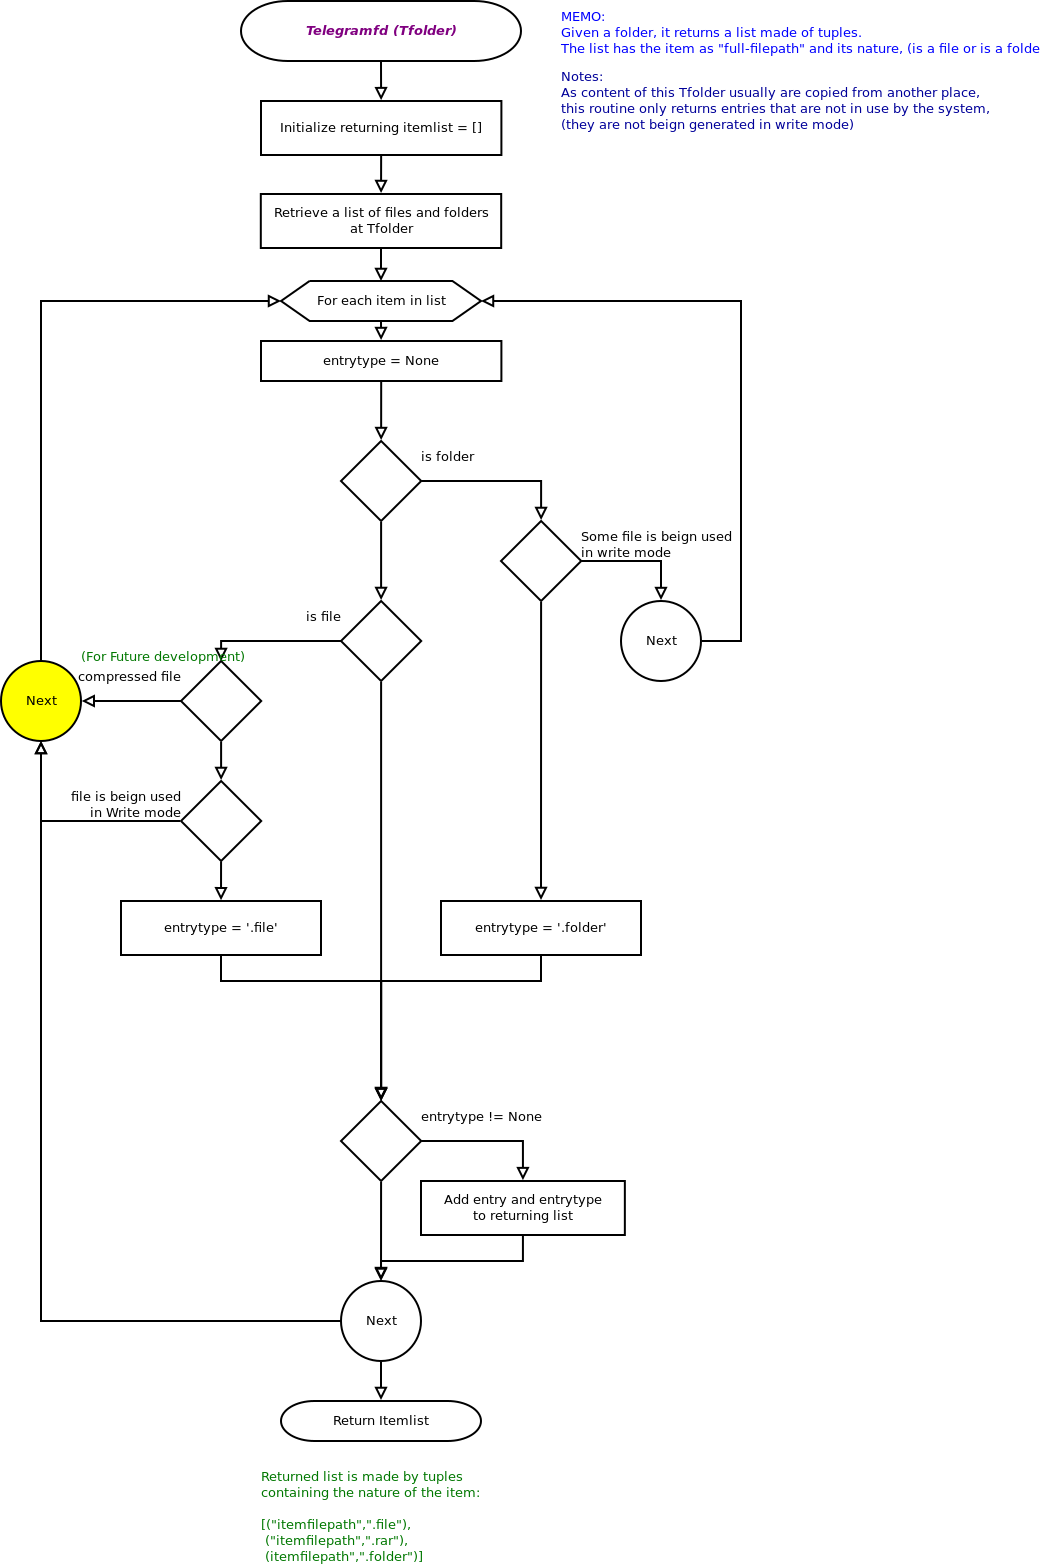 Telegramfd (Tfolder)
MEMO:
Given a folder, it returns a list made of tuples.
The list has the item as "full-filepath" and its nature, (is a file or is a folde
Notes:
As content of this Tfolder usually are copied from another place,
this routine only returns entries that are not in use by the system,
(they are not beign generated in write mode)
Initialize returning itemlist = []
Retrieve a list of files and folders
at Tfolder
For each item in list
entrytype = None
is folder
Some file is beign used
in write mode
is file
Next
(For Future development)
compressed file
Next
file is beign used
in Write mode
entrytype = '.file'
entrytype = '.folder'
entrytype != None
Add entry and entrytype
to returning list
Next
Return Itemlist
Returned list is made by tuples
containing the nature of the item:
[("itemfilepath",".file"),
("itemfilepath",".rar"),
(itemfilepath",".folder")]